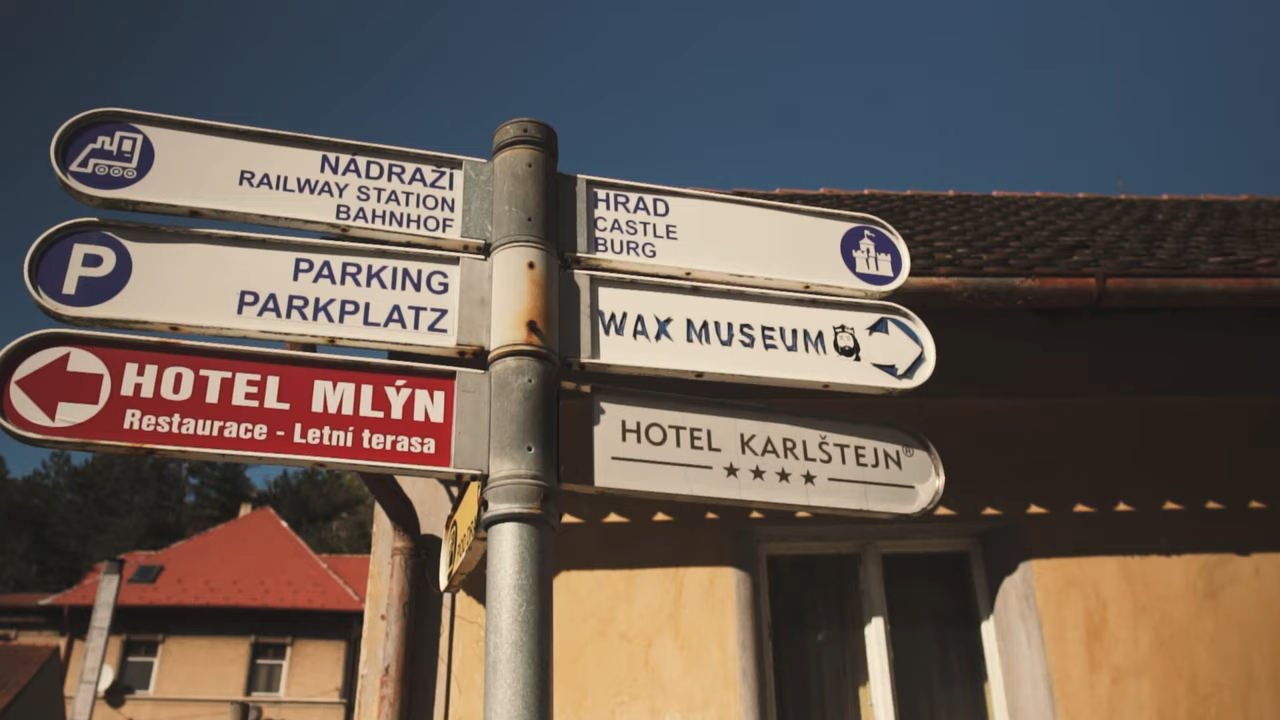 NÁDRAŽÍ
RAILWAY STATION
BAHNHOF
P
PARKING
PARKPLATZ
HOTEL MLÝN
Restaurace - Letní terasa
HRAD
CASTLE
BURG
WAX MUSEUM
HOTEL KARLŠTEJN®